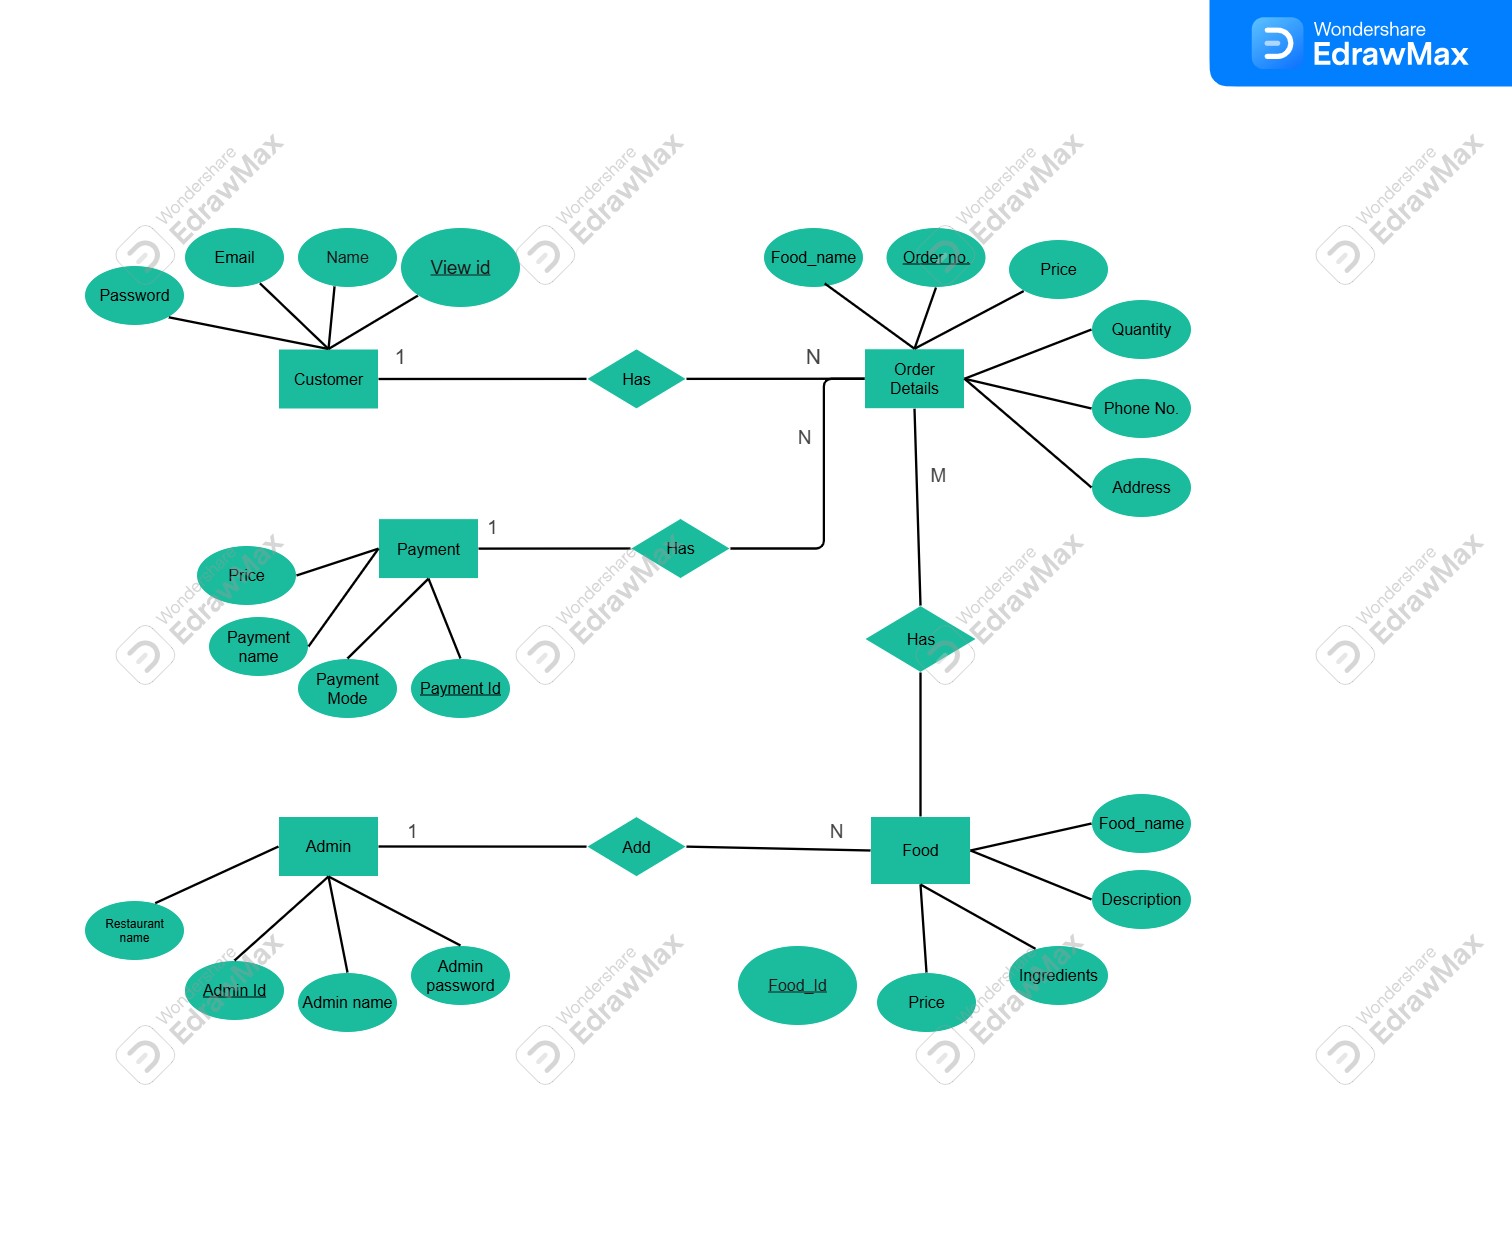 Wondershare
EdrawMax
Wondershare
EdrawMax
Wondershare
EdrawMax
Wondershare
EdrawMax
Wondershare
EdrawMax
Email
Name
View id
Password
Food_name
Order no.
Price
Quantity
Customer
1
Has
N
Order
Details
Phone No.
N
M
Address
Payment
1
Has
Price
Payment
name
Payment
Mode
Payment Id
Has
Wondershare
EdrawMax
Wondershare
EdrawMax
Wondershare
EdrawMax
Wondershare
EdrawMax
Admin
1
Add
N
Food
Food_name
Description
Restaurant
name
Admin Id
Admin name
Admin
password
Food_Id
Price
Ingredients
Wondershare
EdrawMax
Wondershare
EdrawMax
Wondershare
EdrawMax
Wondershare
EdrawMax